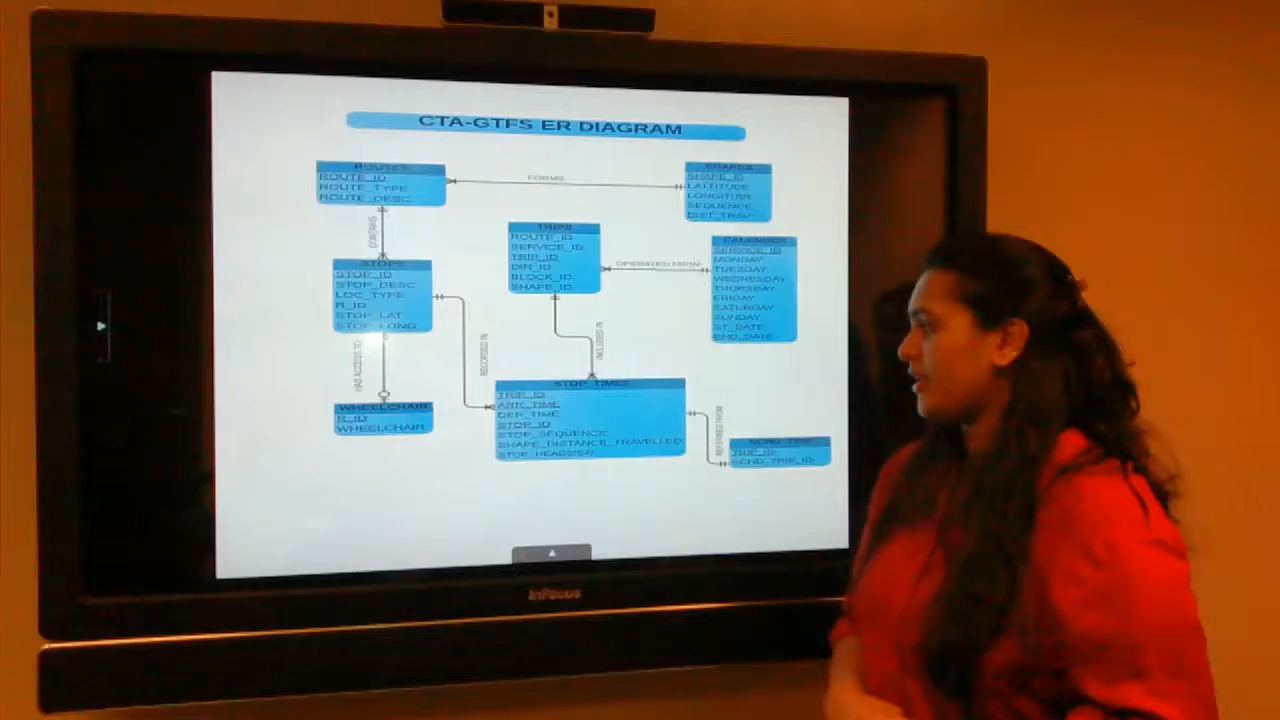 CTA-GTFS ER DIAGRAM
ROUTES
ROUTE_ID
ROUTE_TYPE
ROUTE_DESC
FORMS
SHAPES
SHAPE_ID
LATITUDE
LONGITUDE
SEQUENCE
DIST_TRAV
CONTAINS
TRIPS
ROUTE_ID
SERVICE_ID
TRIP_ID
DIR_ID
BLOCK_ID
SHAPE_ID
OPERATED FROM
CALENDAR
SERVICE_ID
MONDAY
TUESDAY
WEDNESDAY
THURSDAY
FRIDAY
SATURDAY
SUNDAY
ST_DATE
END_DATE
STOPS
STOP_ID
STOP_DESC
LOC_TYPE
R_ID
STOP_LAT
STOP_LONG
HAS ACCESS TO
RECORDED IN
INCLUDED IN
WHEELCHAIR
R_ID
WHEELCHAIR
STOP_TIMES
TRIP_ID
ARR_TIME
DEP_TIME
STOP_ID
STOP_SEQUENCE
SHAPE_DISTANCE_TRAVELLED
STOP_HEADSIGN
REFERRED FROM
TRIP_ID
SCHD_TRIP_ID
InFocus